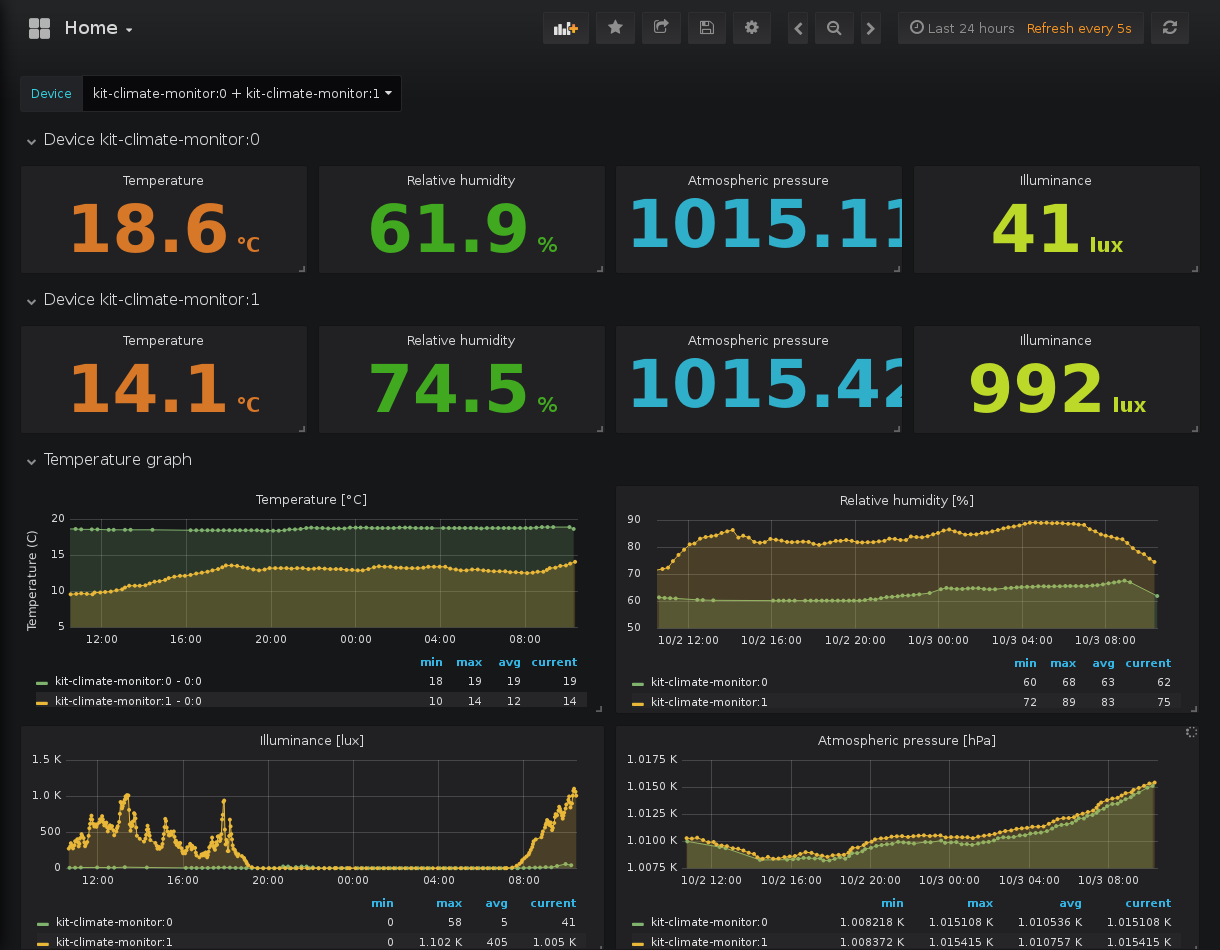 Home
Last 24 hours Refresh every 5s
Device kit-climate-monitor:0 + kit-climate-monitor:1
Device kit-climate-monitor:0
Temperature Relative humidity Atmospheric pressure Illuminance
18.6 °C 61.9 % 1015.11 41 lux
Device kit-climate-monitor:1
Temperature Relative humidity Atmospheric pressure Illuminance
14.1 °C 74.5 % 1015.42 992 lux
Temperature graph
Temperature [°C]
Temperature (C)
20
15
10
5
12:00 16:00 20:00 00:00 04:00 08:00
min max avg current
kit-climate-monitor:0 - 0:0 18 19 19 19
kit-climate-monitor:1 - 0:0 10 14 12 14
Relative humidity [%]
90
80
70
60
50
10/2 12:00 10/2 16:00 10/2 20:00 10/3 00:00 10/3 04:00 10/3 08:00
min max avg current
kit-climate-monitor:0 60 68 63 62
kit-climate-monitor:1 72 89 83 75
Illuminance [lux]
1.5 K
1.0 K
500
0
12:00 16:00 20:00 00:00 04:00 08:00
min max avg current
kit-climate-monitor:0 0 58 5 41
kit-climate-monitor:1 0 1.102 K 405 1.005 K
Atmospheric pressure [hPa]
1.0175 K
1.0150 K
1.0125 K
1.0100 K
1.0075 K
10/2 12:00 10/2 16:00 10/2 20:00 10/3 00:00 10/3 04:00 10/3 08:00
min max avg current
kit-climate-monitor:0 1.008218 K 1.015108 K 1.010536 K 1.015108 K
kit-climate-monitor:1 1.008372 K 1.015415 K 1.010757 K 1.015415 K